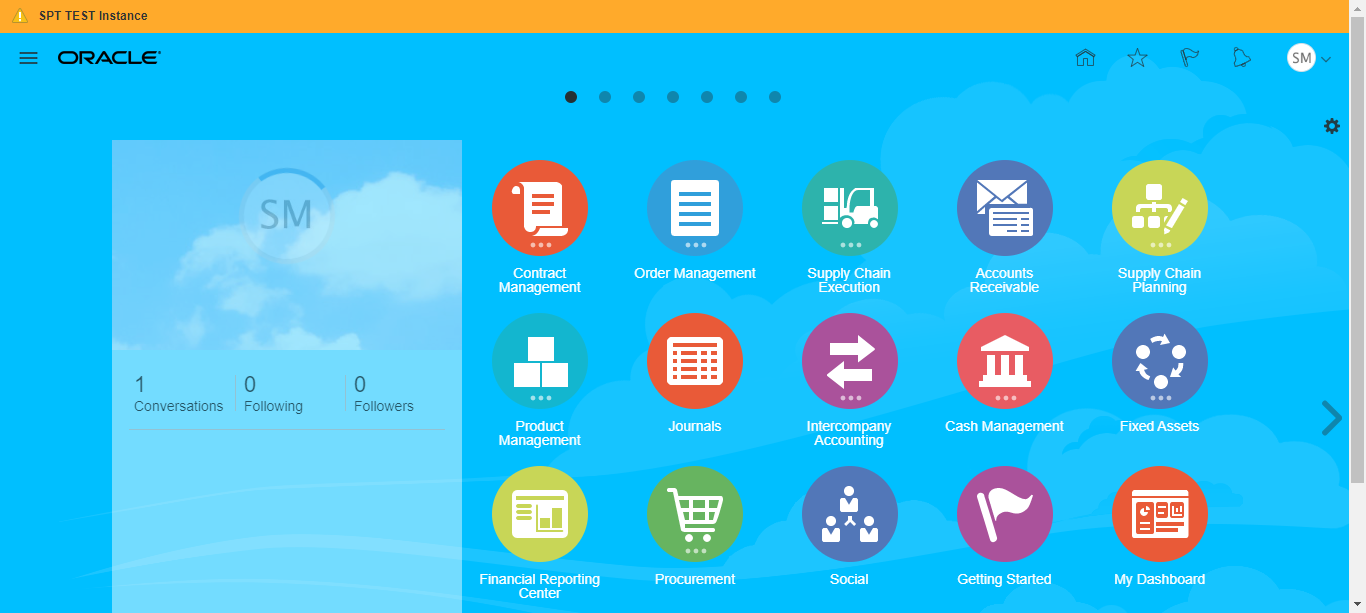 SPT TEST Instance
ORACLE
SM
SM
1
Conversations
0
Following
0
Followers
Contract
Management
Order Management
Supply Chain
Execution
Accounts
Receivable
Supply Chain
Planning
Product
Management
Journals
Intercompany
Accounting
Cash Management
Fixed Assets
Financial Reporting
Center
Procurement
Social
Getting Started
My Dashboard